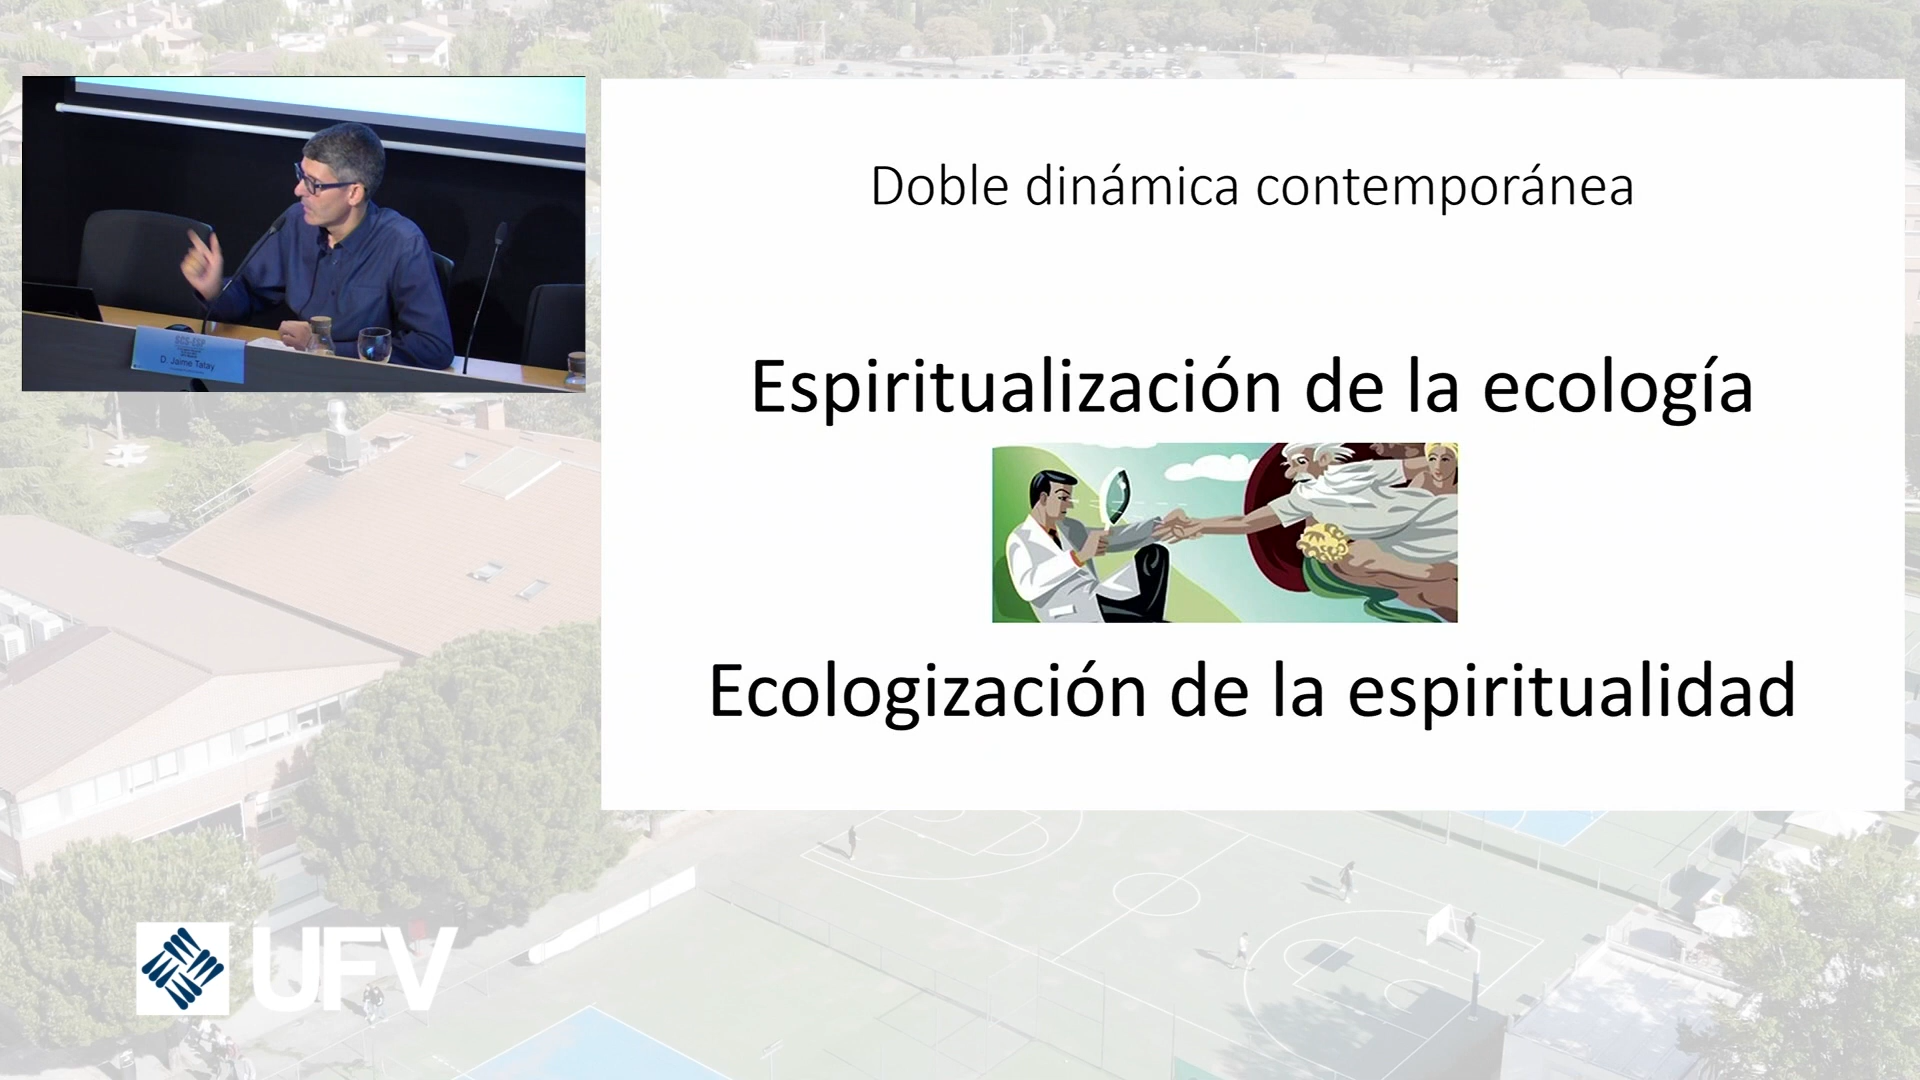 Doble dinámica contemporánea
Espiritualización de la ecología
Ecologización de la espiritualidad
D. Jaime Tatay
UFV